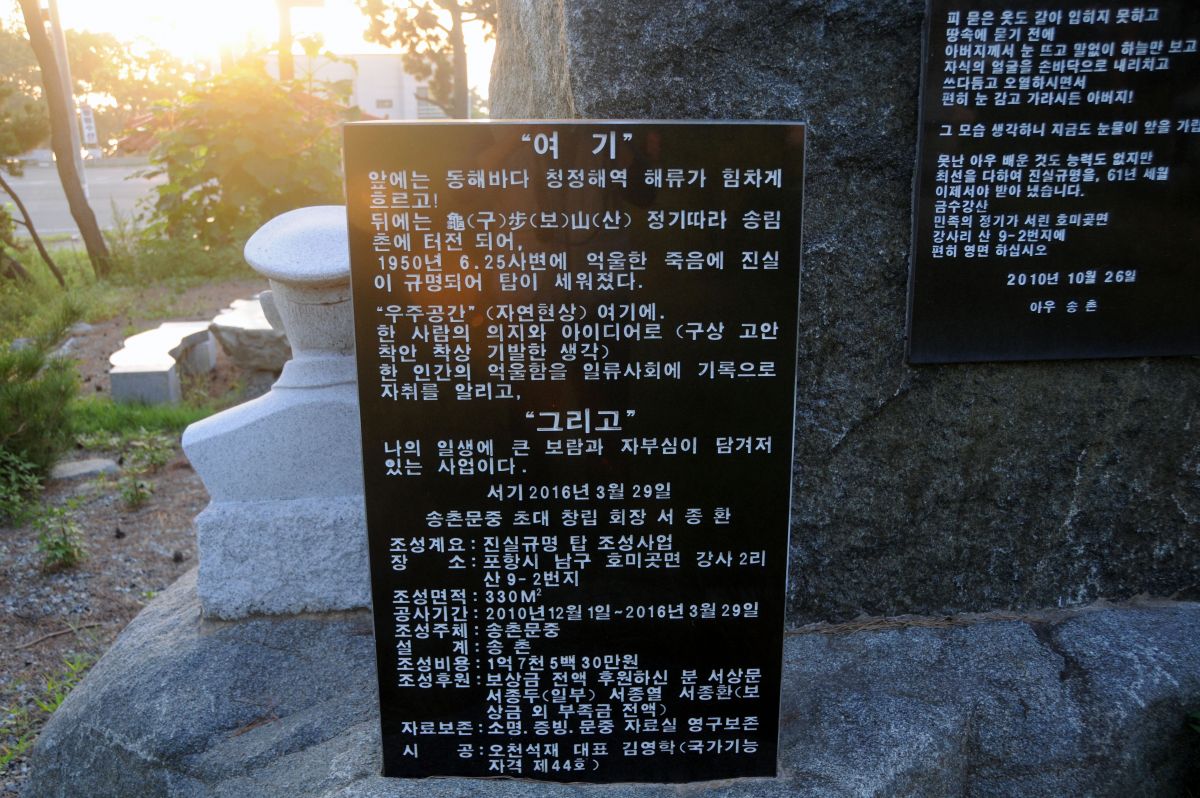 “여 기”
앞에는 동해바다 청정해역 해류가 힘차게
흐르고!
뒤에는 龜(구)步(보)山(산) 정기따라 송림
촌에 터전 되어,
1950년 6.25사변에 억울한 죽음에 진실
이 규명되어 탑이 세워졌다.
“우주공간” (자연현상) 여기에.
한 사람의 의지와 아이디어로 (구상 고안
착안 착상 기발한 생각)
한 인간의 억울함을 일류사회에 기록으로
자취를 알리고,
“그리고”
나의 일생에 큰 보람과 자부심이 담겨저
있는 사업이다.
서기 2016년 3월 29일
송촌문중 초대 창립 회장 서 종 환
조성계요 : 진실규명 탑 조성사업
장 소 : 포항시 남구 호미곶면 강사 2리
산 9- 2번지
조성면적 : 330M²
공사기간 : 2010년12월 1일~2016년 3월 29일
조성주체 : 송촌문중
설 계 : 송 촌
조성비용 : 1억 7천 5백 30만원
조성후원 : 보상금 전액 후원하신 분 서상문
서종두(일부) 서종열 서종환(보
상금 외 부족금 전액)
자료보존 : 소명. 증빙. 문중 자료실 영구보존
시 공 : 오천석재 대표 김영학(국가기능
자격 제44호)
피 묻은 옷도 갈아 입히지 못하고
땅속에 묻기 전에
아버지께서 눈 뜨고 말없이 하늘만 보고
자식의 얼굴을 손바닥으로 내리치고
쓰다듬고 오열하시면서
편히 눈 감고 가라시든 아버지!
그 모습 생각하니 지금도 눈물이 앞을
못난 아우 배운 것도 능력도 없지만
최선을 다하여 진실규명을, 61년 세월
이제서야 받아 냈습니다.
금수강산
민족의 정기가 서린 호미곶면
강사리 산 9-2번지에
편히 영면 하십시오
2010년 10월 26일
아우 송 촌